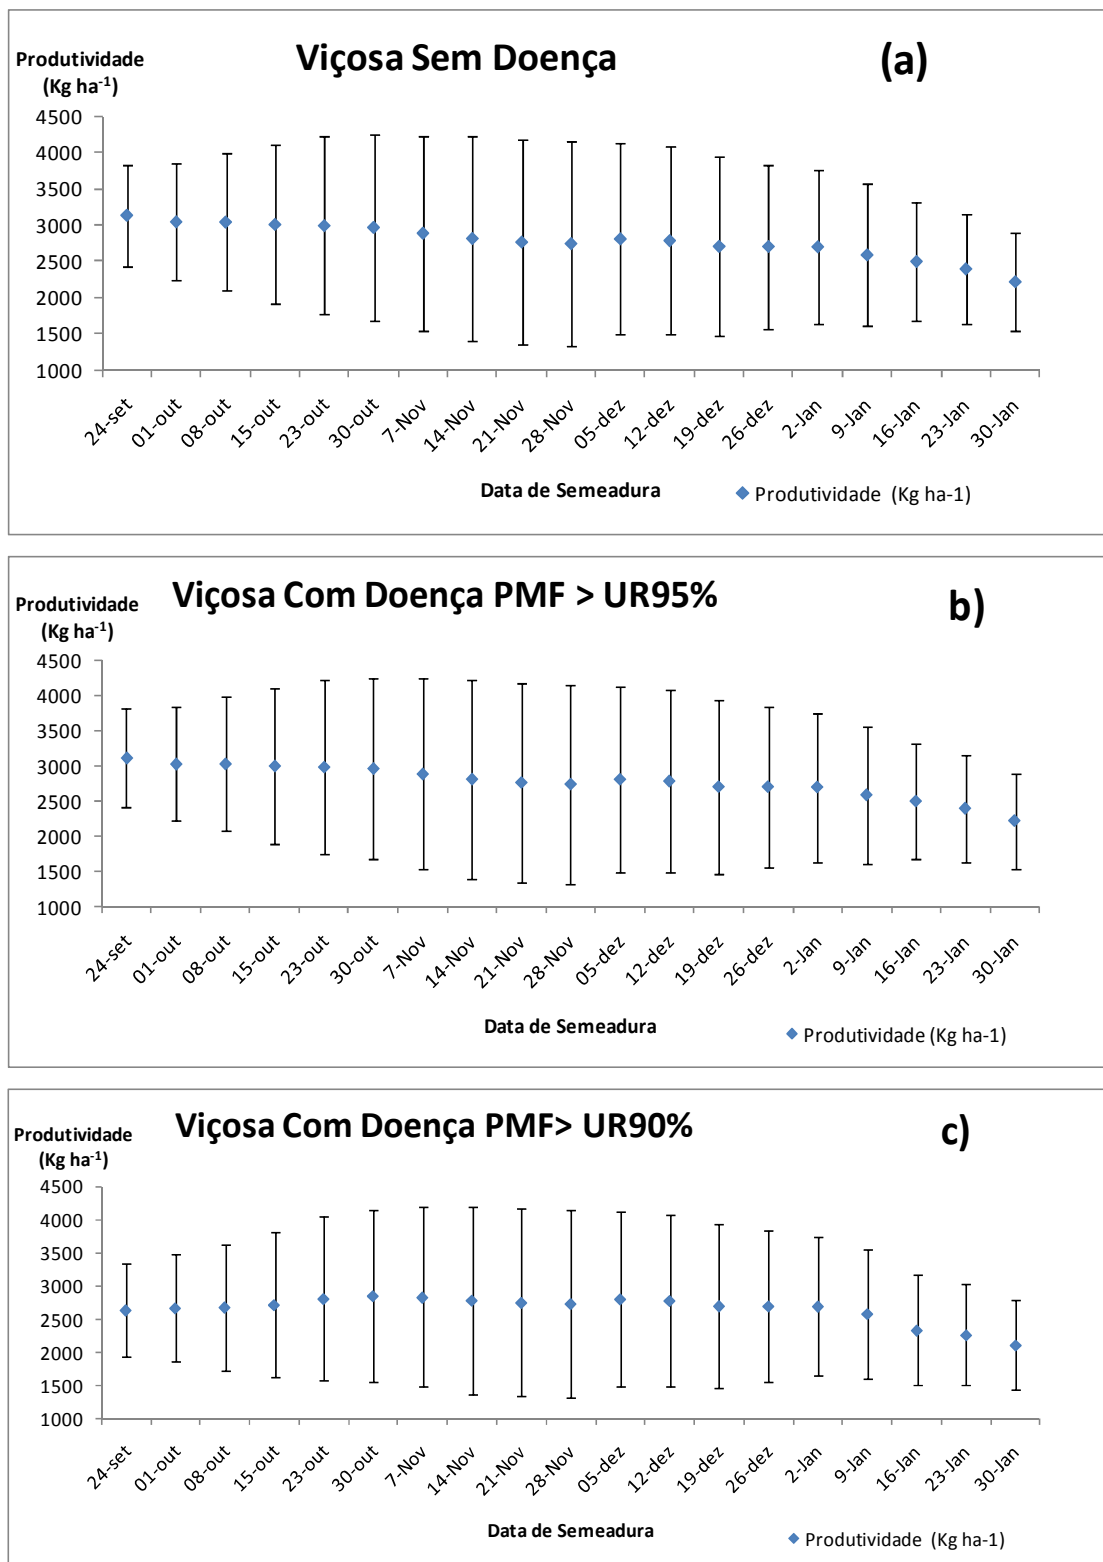 Viçosa Sem Doença
(a)
Produtividade
(Kg ha-1)
4500
4000
3500
3000
2500
2000
1500
1000
24-set
01-out
08-out
15-out
23-out
30-out
7-Nov
14-Nov
21-Nov
28-Nov
05-dez
12-dez
19-dez
26-dez
2-Jan
9-Jan
16-Jan
23-Jan
30-Jan
Data de Semeadura
Produtividade (Kg ha-1)
Viçosa Com Doença PMF > UR95%
b)
Produtividade
(Kg ha-1)
4500
4000
3500
3000
2500
2000
1500
1000
24-set
01-out
08-out
15-out
23-out
30-out
7-Nov
14-Nov
21-Nov
28-Nov
05-dez
12-dez
19-dez
26-dez
2-Jan
9-Jan
16-Jan
23-Jan
30-Jan
Data de Semeadura
Produtividade (Kg ha-1)
Viçosa Com Doença PMF> UR90%
c)
Produtividade
(Kg ha-1)
4500
4000
3500
3000
2500
2000
1500
1000
24-set
01-out
08-out
15-out
23-out
30-out
7-Nov
14-Nov
21-Nov
28-Nov
05-dez
12-dez
19-dez
26-dez
2-Jan
9-Jan
16-Jan
23-Jan
30-Jan
Data de Semeadura
Produtividade (Kg ha-1)